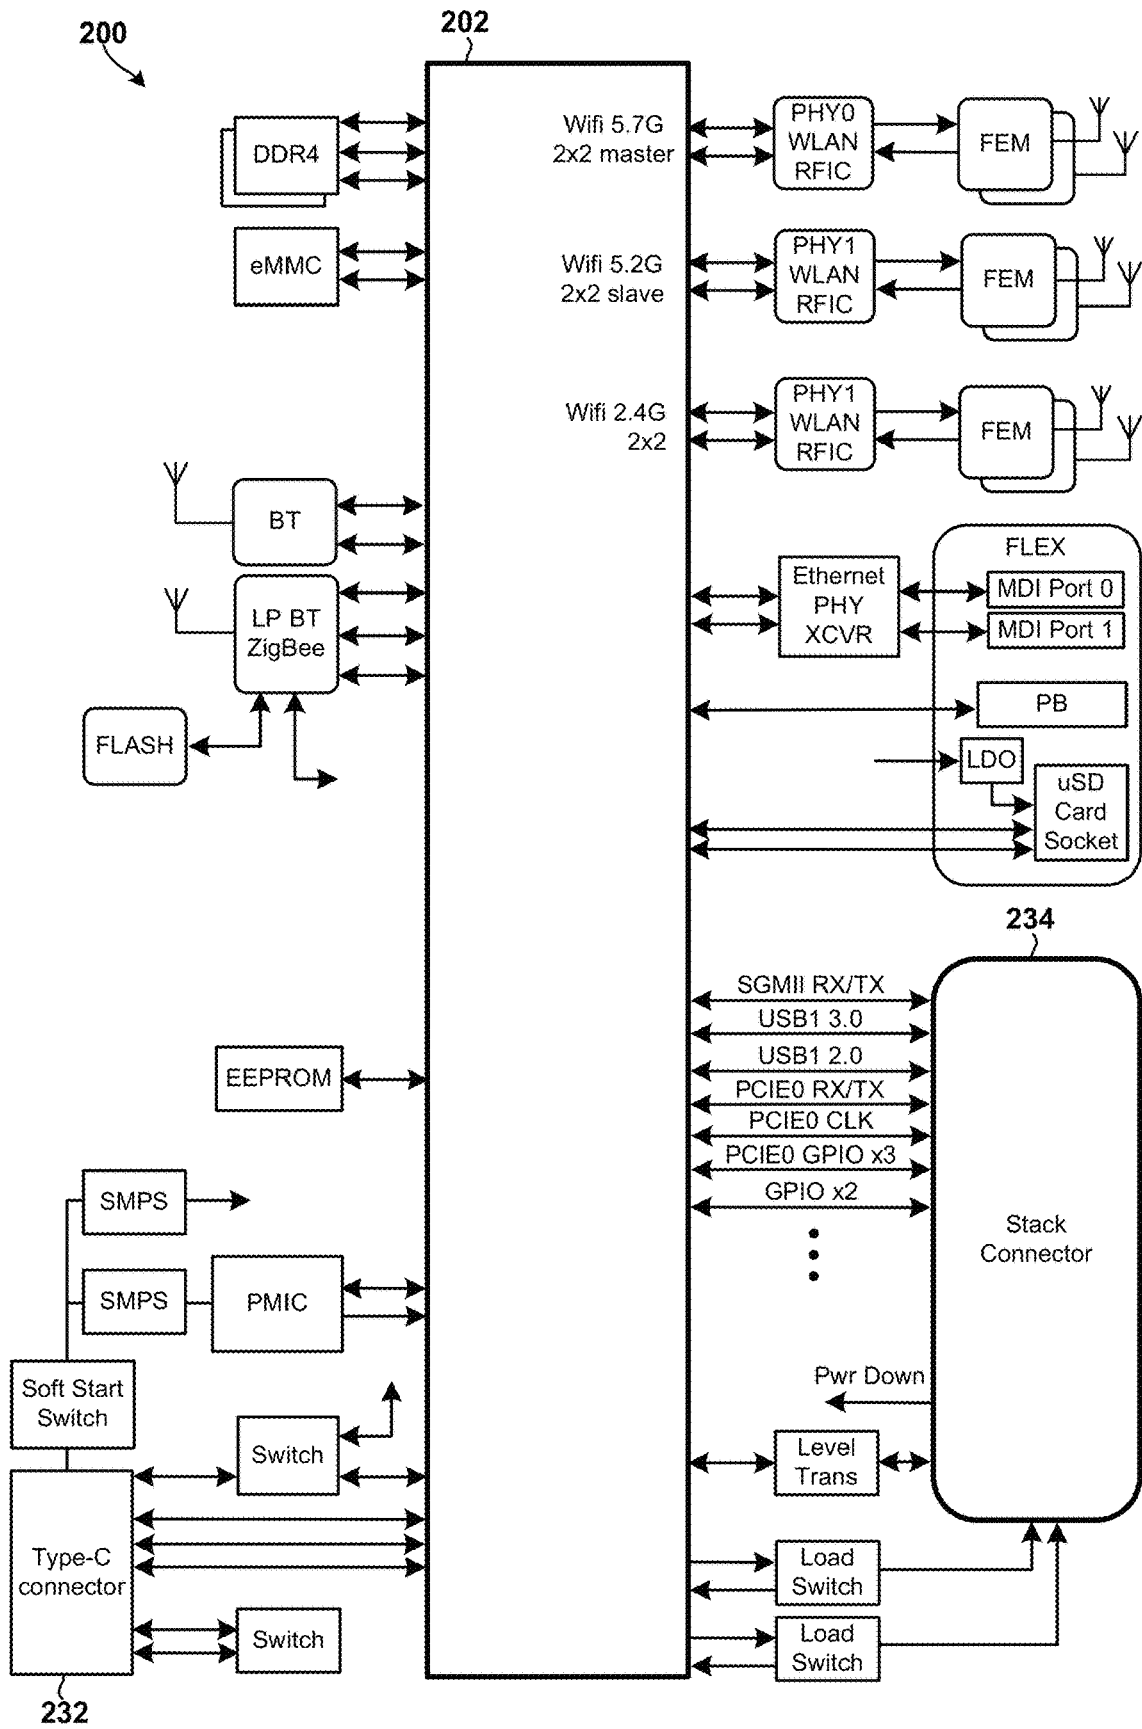 200
202
DDR4
eMMC
Wifi 5.7G
2x2 master
PHY0
WLAN
RFIC
FEM
Wifi 5.2G
2x2 slave
PHY1
WLAN
RFIC
FEM
Wifi 2.4G
2x2
PHY1
WLAN
RFIC
FEM
BT
LP BT
ZigBee
FLASH
Ethernet
PHY
XCVR
FLEX
MDI Port 0
MDI Port 1
PB
LDO
uSD
Card
Socket
234
SGMII RX/TX
USB1 3.0
USB1 2.0
PCIE0 RX/TX
PCIE0 CLK
PCIE0 GPIO x3
GPIO x2
Stack
Connector
EEPROM
SMPS
SMPS
PMIC
Soft Start
Switch
Switch
Type-C
connector
Switch
232
Pwr Down
Level
Trans
Load
Switch
Load
Switch